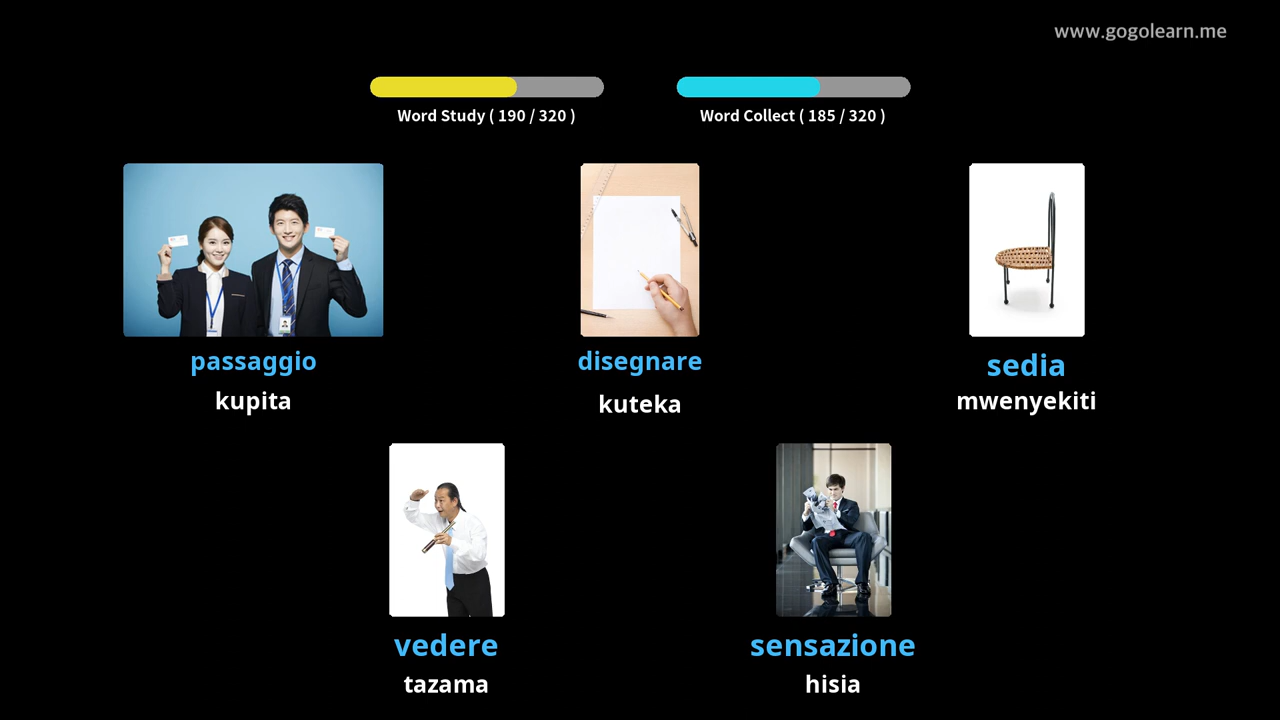 www.gogolearn.me
Word Study ( 190 / 320 )
Word Collect ( 185 / 320 )
passaggio
kupita
disegnare
kuteka
sedia
mwenyekiti
vedere
tazama
sensazione
hisia